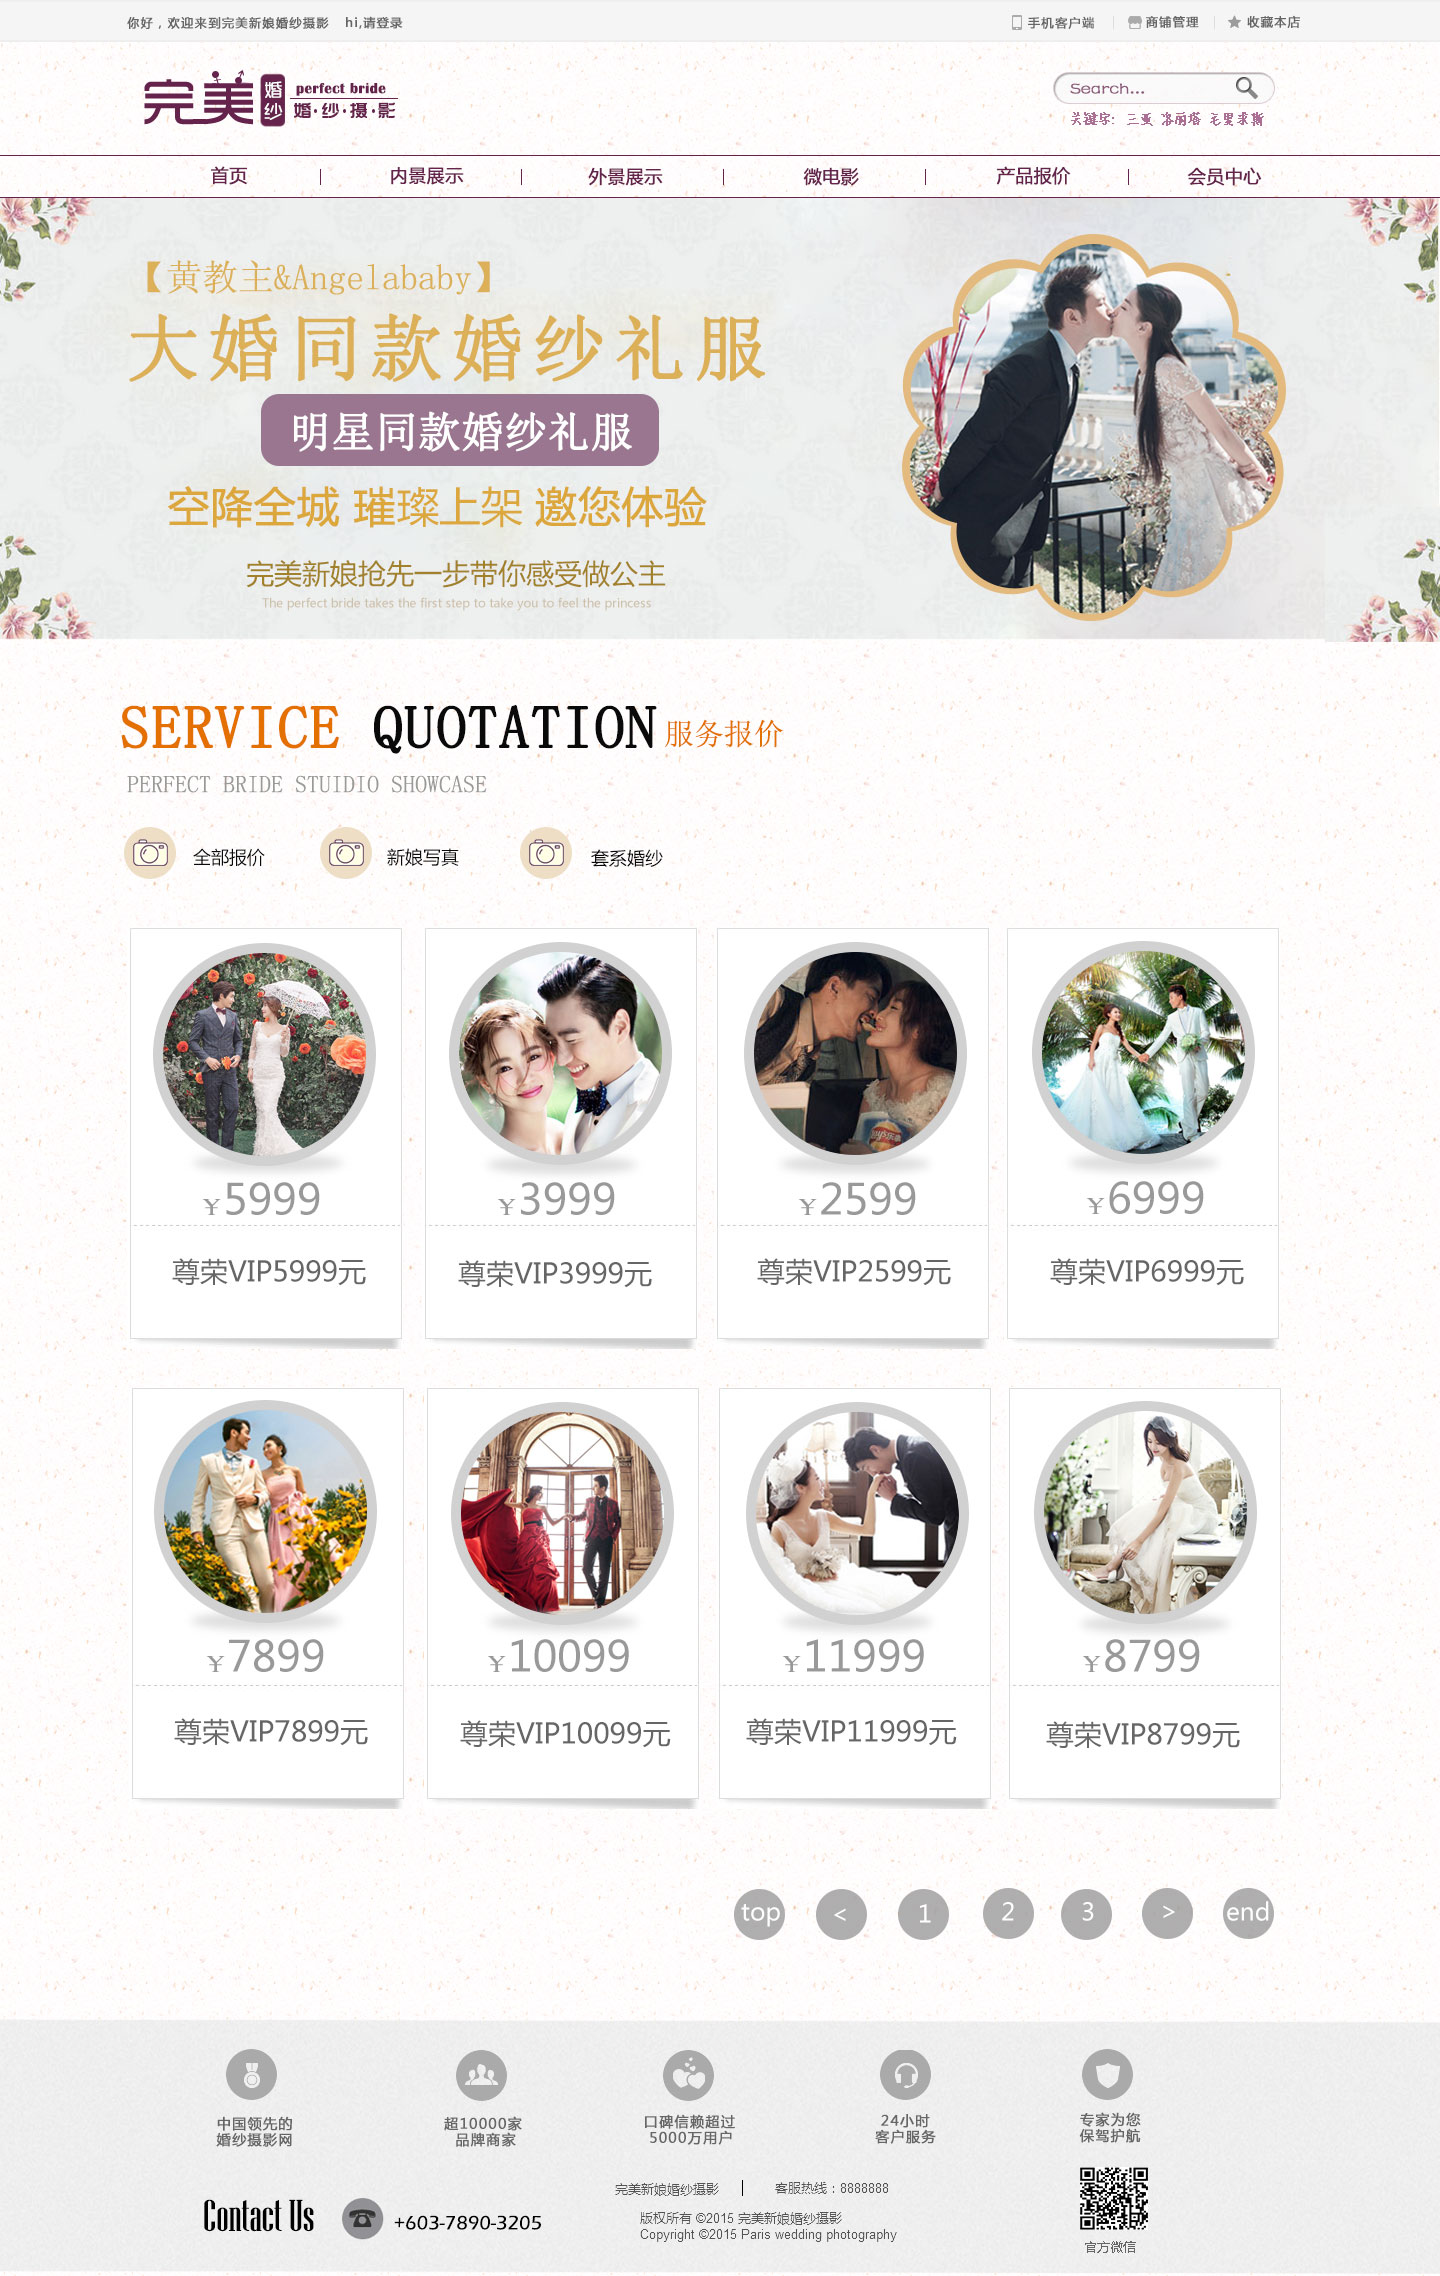 你好，欢迎来到完美新娘婚纱摄影 hi,请登录
手机客户端 商铺管理 收藏本店
完美 婚纱 perfect bride
婚·纱·摄·影
Search...
关键字: 三亚 洛丽塔 毛里求斯
首页 内景展示 外景展示 微电影 产品报价 会员中心
【黄教主&Angelababy】
大婚同款婚纱礼服
明星同款婚纱礼服
空降全城 璀璨上架 邀您体验
完美新娘抢先一步带你感受做公主
The perfect bride takes the first step to take you to feel the princess
SERVICE QUOTATION 服务报价
PERFECT BRIDE STUIDIO SHOWCASE
全部报价 新娘写真 套系婚纱
¥5999 ¥3999 ¥2599 ¥6999
尊荣VIP5999元 尊荣VIP3999元 尊荣VIP2599元 尊荣VIP6999元
¥7899 ¥10099 ¥11999 ¥8799
尊荣VIP7899元 尊荣VIP10099元 尊荣VIP11999元 尊荣VIP8799元
top < 1 2 3 > end
中国领先的
婚纱摄影网
超10000家
品牌商家
口碑信赖超过
5000万用户
24小时
客户服务
专家为您
保驾护航
Contact Us +603-7890-3205
完美新娘婚纱摄影 | 客服热线：8888888
版权所有 ©2015 完美新娘婚纱摄影
Copyright ©2015 Paris wedding photography
官方微信